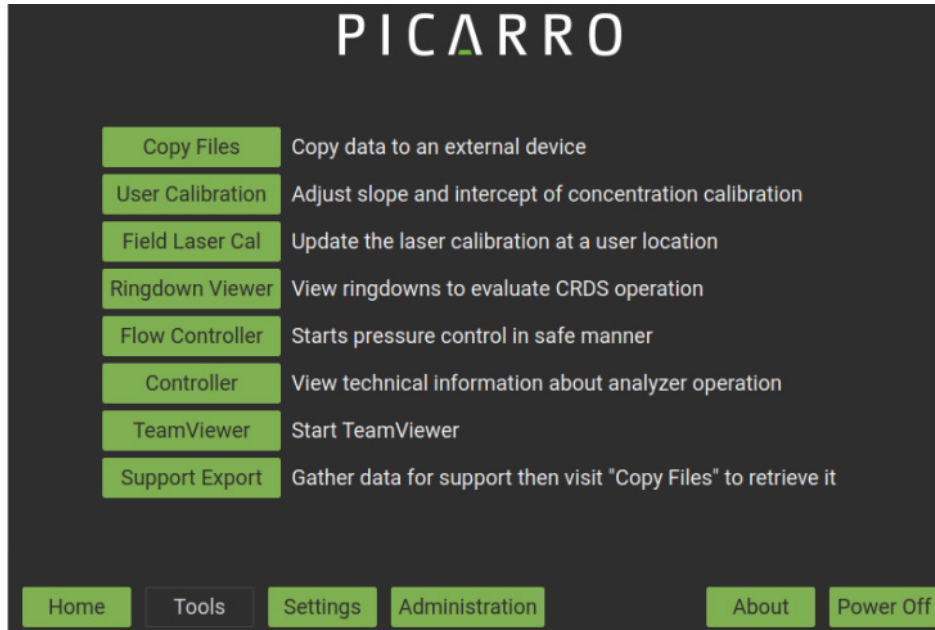 PICARRO
Copy Files Copy data to an external device
User Calibration Adjust slope and intercept of concentration calibration
Field Laser Cal Update the laser calibration at a user location
Ringdown Viewer View ringdowns to evaluate CRDS operation
Flow Controller Starts pressure control in safe manner
Controller View technical information about analyzer operation
TeamViewer Start TeamViewer
Support Export Gather data for support then visit "Copy Files" to retrieve it
Home Tools Settings Administration About Power Off